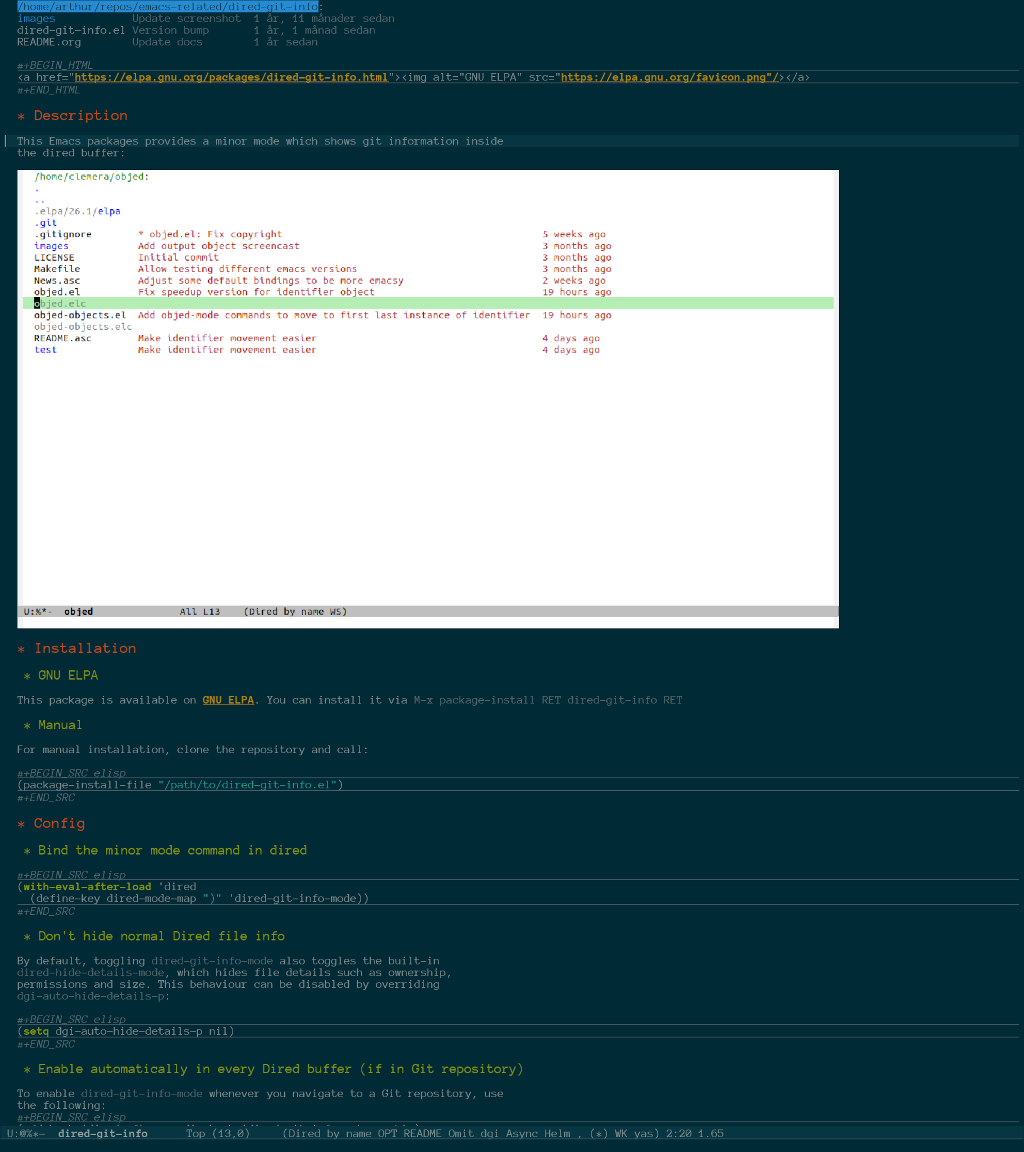 /home/arthur/repos/emacs-related/dired-git-info:
images Update screenshot 1 år, 11 månader sedan
dired-git-info.el Version bump 1 år, 1 månad sedan
README.org Update docs 1 år sedan
#+BEGIN_HTML
<a href="https://elpa.gnu.org/packages/dired-git-info.html"><img alt="GNU ELPA" src="https://elpa.gnu.org/favicon.png"/></a>
#+END_HTML
* Description
This Emacs packages provides a minor mode which shows git information inside
the dired buffer:
/home/clemera/objed:
.
..
.elpa/26.1/elpa
.git
.gitignore * objed.el: Fix copyright 5 weeks ago
images Add output object screencast 3 months ago
LICENSE Initial commit 3 months ago
Makefile Allow testing different emacs versions 3 months ago
News.asc Adjust some default bindings to be more emacsy 2 weeks ago
objed.el Fix speedup version for identifier object 19 hours ago
objed.elc
objed-objects.el Add objed-mode commands to move to first last instance of identifier 19 hours ago
objed-objects.elc
README.asc Make identifier movement easier 4 days ago
test Make identifier movement easier 4 days ago
U:%*- objed All L13 (Dired by name WS)
* Installation
* GNU ELPA
This package is available on GNU ELPA. You can install it via M-x package-install RET dired-git-info RET
* Manual
For manual installation, clone the repository and call:
#+BEGIN_SRC elisp
(package-install-file "/path/to/dired-git-info.el")
#+END_SRC
* Config
* Bind the minor mode command in dired
#+BEGIN_SRC elisp
(with-eval-after-load 'dired
(define-key dired-mode-map ")" 'dired-git-info-mode))
#+END_SRC
* Don't hide normal Dired file info
By default, toggling dired-git-info-mode also toggles the built-in
dired-hide-details-mode, which hides file details such as ownership,
permissions and size. This behaviour can be disabled by overriding
dgi-auto-hide-details-p:
#+BEGIN_SRC elisp
(setq dgi-auto-hide-details-p nil)
#+END_SRC
* Enable automatically in every Dired buffer (if in Git repository)
To enable dired-git-info-mode whenever you navigate to a Git repository, use
the following:
#+BEGIN_SRC elisp
U:@%*- dired-git-info Top (13,0) (Dired by name OPT README Omit dgi Async Helm , (*) WK yas) 2:20 1.65